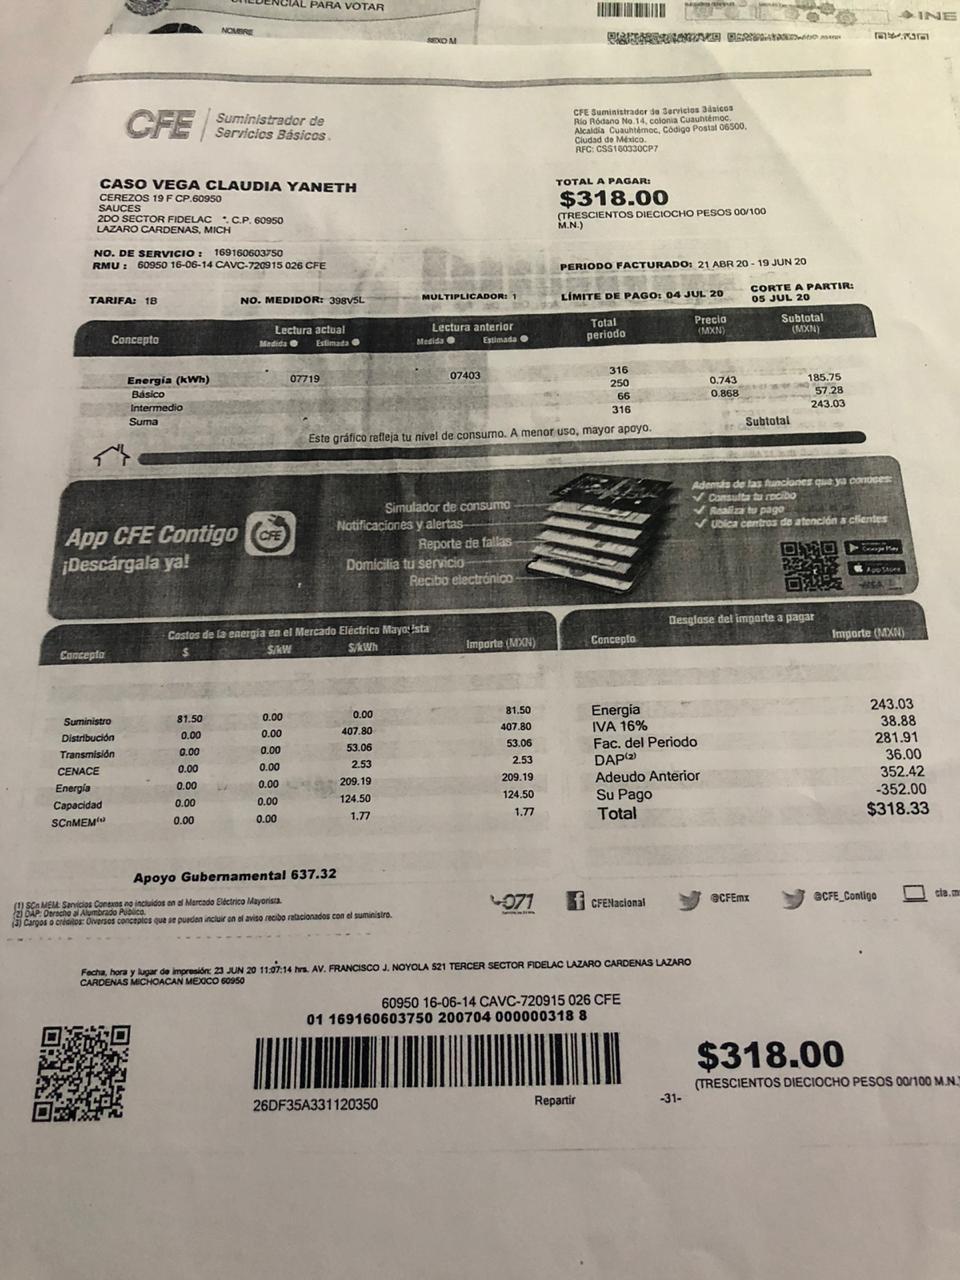 CREDENCIAL PARA VOTAR
NOMBRE
SEXO M
INE
CFE Suministrador de
Servicios Básicos.
CFE Suministrador de Servicios Básicos
Río Ródano No.14, colonia Cuauhtémoc,
Alcaldía Cuauhtémoc, Código Postal 06500,
Ciudad de México.
RFC: CSS160330CP7
CASO VEGA CLAUDIA YANETH
CEREZOS 19 F CP.60950
SAUCES
2DO SECTOR FIDELAC *. C.P. 60950
LAZARO CARDENAS, MICH
TOTAL A PAGAR:
$318.00
(TRESCIENTOS DIECIOCHO PESOS 00/100
M.N.)
NO. DE SERVICIO : 169160603750
RMU : 60950 16-06-14 CAVC-720915 026 CFE
PERIODO FACTURADO: 21 ABR 20 - 19 JUN 20
TARIFA: 1B NO. MEDIDOR: 398V5L MULTIPLICADOR: 1 LÍMITE DE PAGO: 04 JUL 20 CORTE A PARTIR:
05 JUL 20
Concepto Lectura actual Lectura anterior Total periodo Precio (MXN) Subtotal (MXN)
Medida Estimada Medida Estimada
Energía (kWh) 07719 07403 316
Básico 250 0.743 185.75
Intermedio 66 0.868 57.28
Suma 316 243.03
Subtotal
Este gráfico refleja tu nivel de consumo. A menor uso, mayor apoyo.
App CFE Contigo CFE
¡Descárgala ya!
Simulador de consumo
Notificaciones y alertas
Reporte de fallas
Domicilia tu servicio
Recibo electrónico
Además de las funciones que ya conoces:
✓ Consulta tu recibo
✓ Realiza tu pago
✓ Ubica centros de atención a clientes
Google Play
App Store
Costos de la energía en el Mercado Eléctrico Mayorista
Concepto $ $/kW $/kWh Importe (MXN)
Suministro 81.50 0.00 0.00 81.50
Distribución 0.00 0.00 407.80 407.80
Transmisión 0.00 0.00 53.06 53.06
CENACE 0.00 0.00 2.53 2.53
Energía 0.00 0.00 209.19 209.19
Capacidad 0.00 0.00 124.50 124.50
SCnMEM(¹) 0.00 0.00 1.77 1.77
Desglose del importe a pagar
Concepto Importe (MXN)
Energía 243.03
IVA 16% 38.88
Fac. del Periodo 281.91
DAP(2) 36.00
Adeudo Anterior 352.42
Su Pago -352.00
Total $318.33
Apoyo Gubernamental 637.32
(1) SCn MEM: Servicios Conexos no incluidos en el Mercado Eléctrico Mayorista.
(2) DAP: Derecho al Alumbrado Público.
(3) Cargos o créditos: Diversos conceptos que se pueden incluir en el aviso recibo relacionados con el suministro.
071 CFENacional @CFEmx @CFE_Contigo cfe.m
Fecha, hora y lugar de impresión: 23 JUN 20 11:07:14 hrs. AV. FRANCISCO J. NOYOLA 521 TERCER SECTOR FIDELAC LAZARO CARDENAS LAZARO
CARDENAS MICHOACAN MEXICO 60950
60950 16-06-14 CAVC-720915 026 CFE
01 169160603750 200704 000000318 8
26DF35A331120350 Repartir -31-
$318.00
(TRESCIENTOS DIECIOCHO PESOS 00/100 M.N.